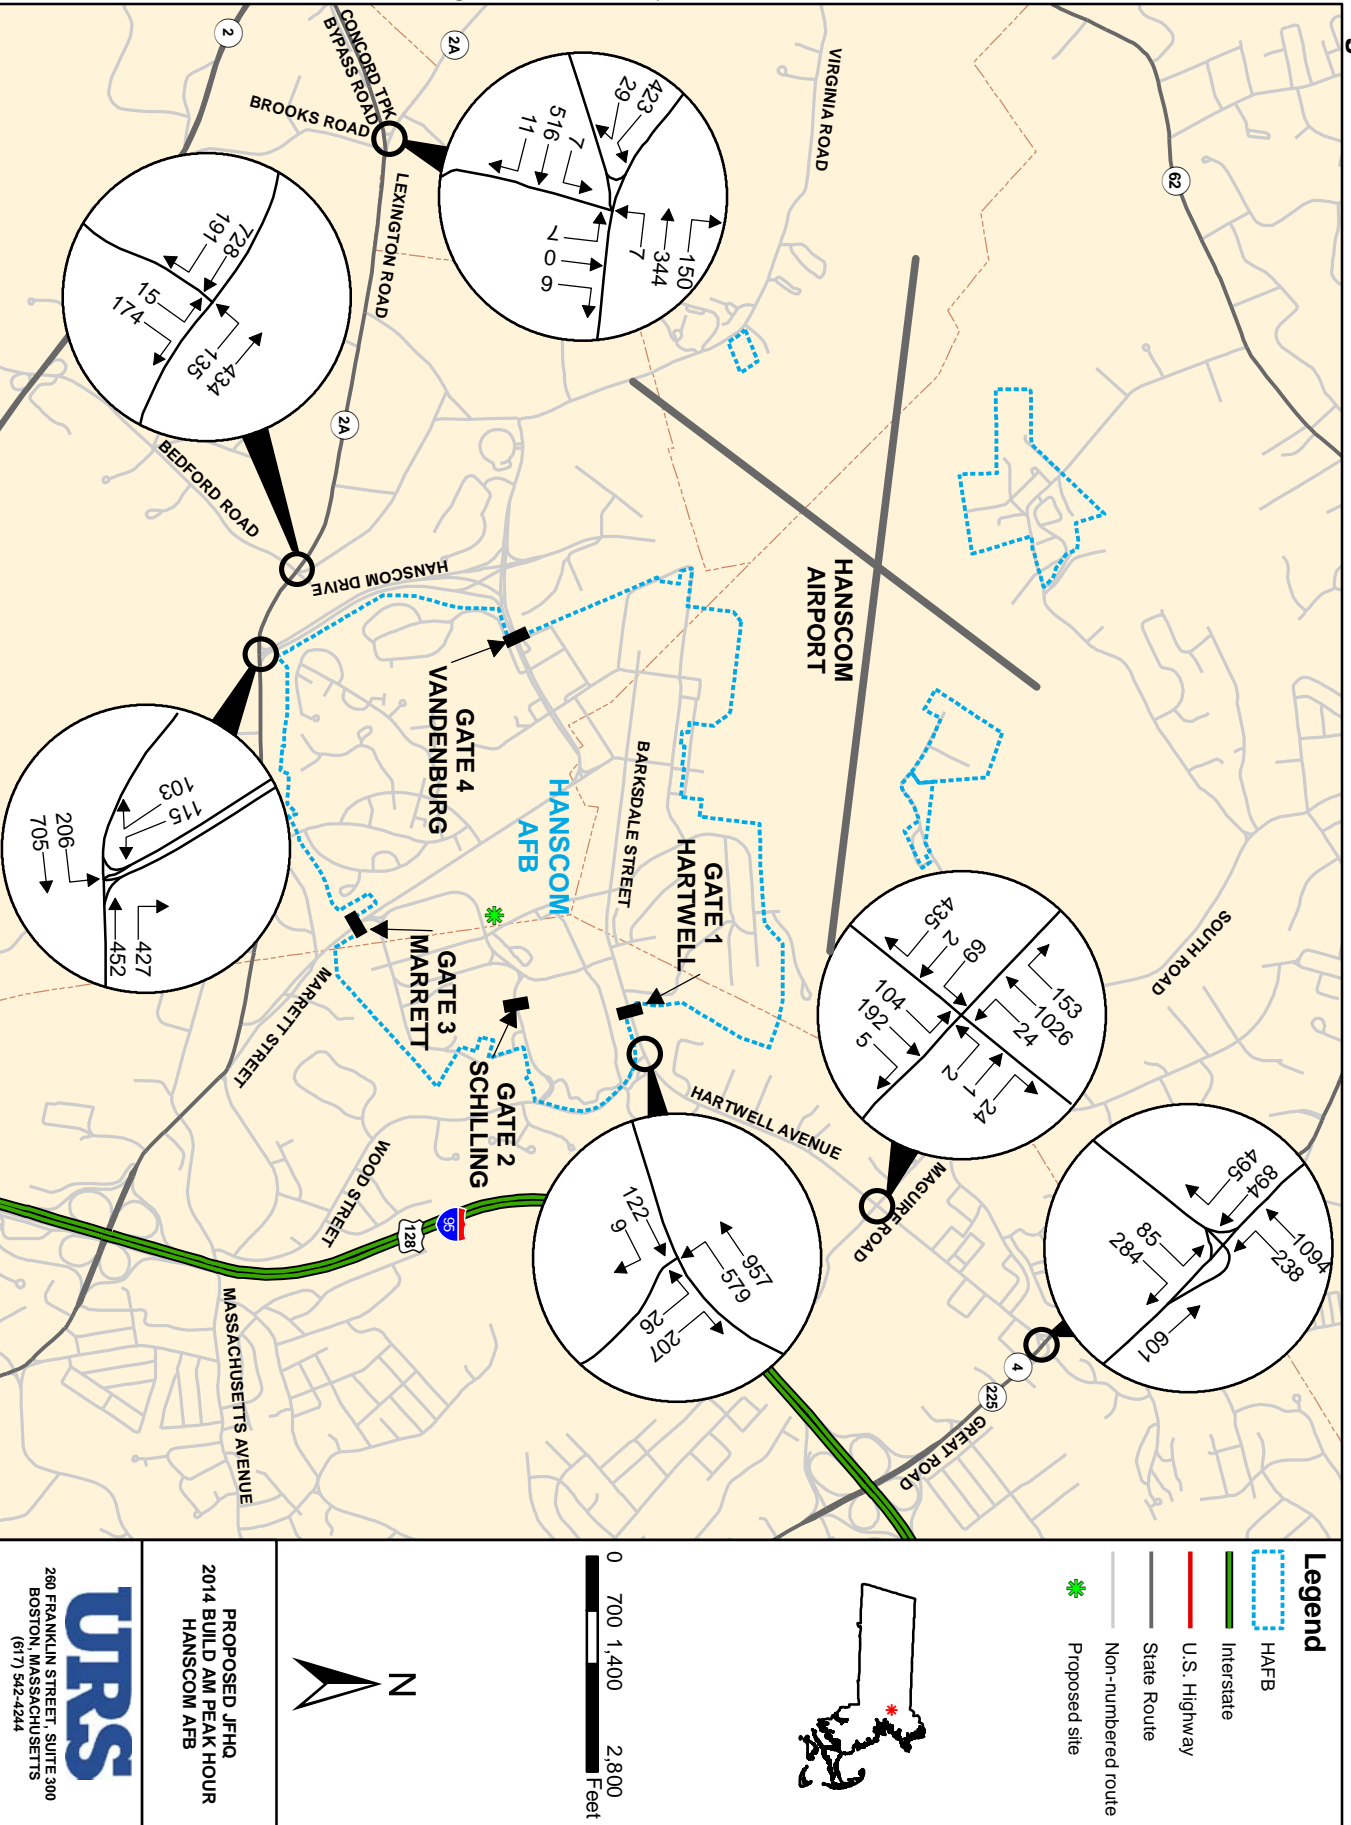 2
2A
CONCORD TPK
BYPASS ROAD
BROOKS ROAD
LEXINGTON ROAD
VIRGINIA ROAD
62
423
29
7
516
11
150
344
7
7
0
9
728
191
15
174
434
135
2A
BEDFORD ROAD
HANSCOM DRIVE
HANSCOM
AIRPORT
GATE 4
VANDENBURG
BARKSDALE STREET
HANSCOM
AFB
GATE 1
HARTWELL
GATE 3
MARRETT
GATE 2
SCHILLING
MARRETT STREET
WOOD STREET
103
115
206
705
427
452
SOUTH ROAD
HARTWELL AVENUE
MAGUIRE ROAD
435
2
69
153
1026
24
104
192
5
2
1
24
894
495
1094
238
85
284
601
122
9
957
579
26
207
95
128
4
225
GREAT ROAD
MASSACHUSETTS AVENUE
Legend
HAFB
Interstate
U.S. Highway
State Route
Non-numbered route
Proposed site
0 700 1,400 2,800
Feet
N
PROPOSED JFHQ
2014 BUILD AM PEAK HOUR
HANSCOM AFB
URS
260 FRANKLIN STREET, SUITE 300
BOSTON, MASSACHUSETTS
(617) 542-4244